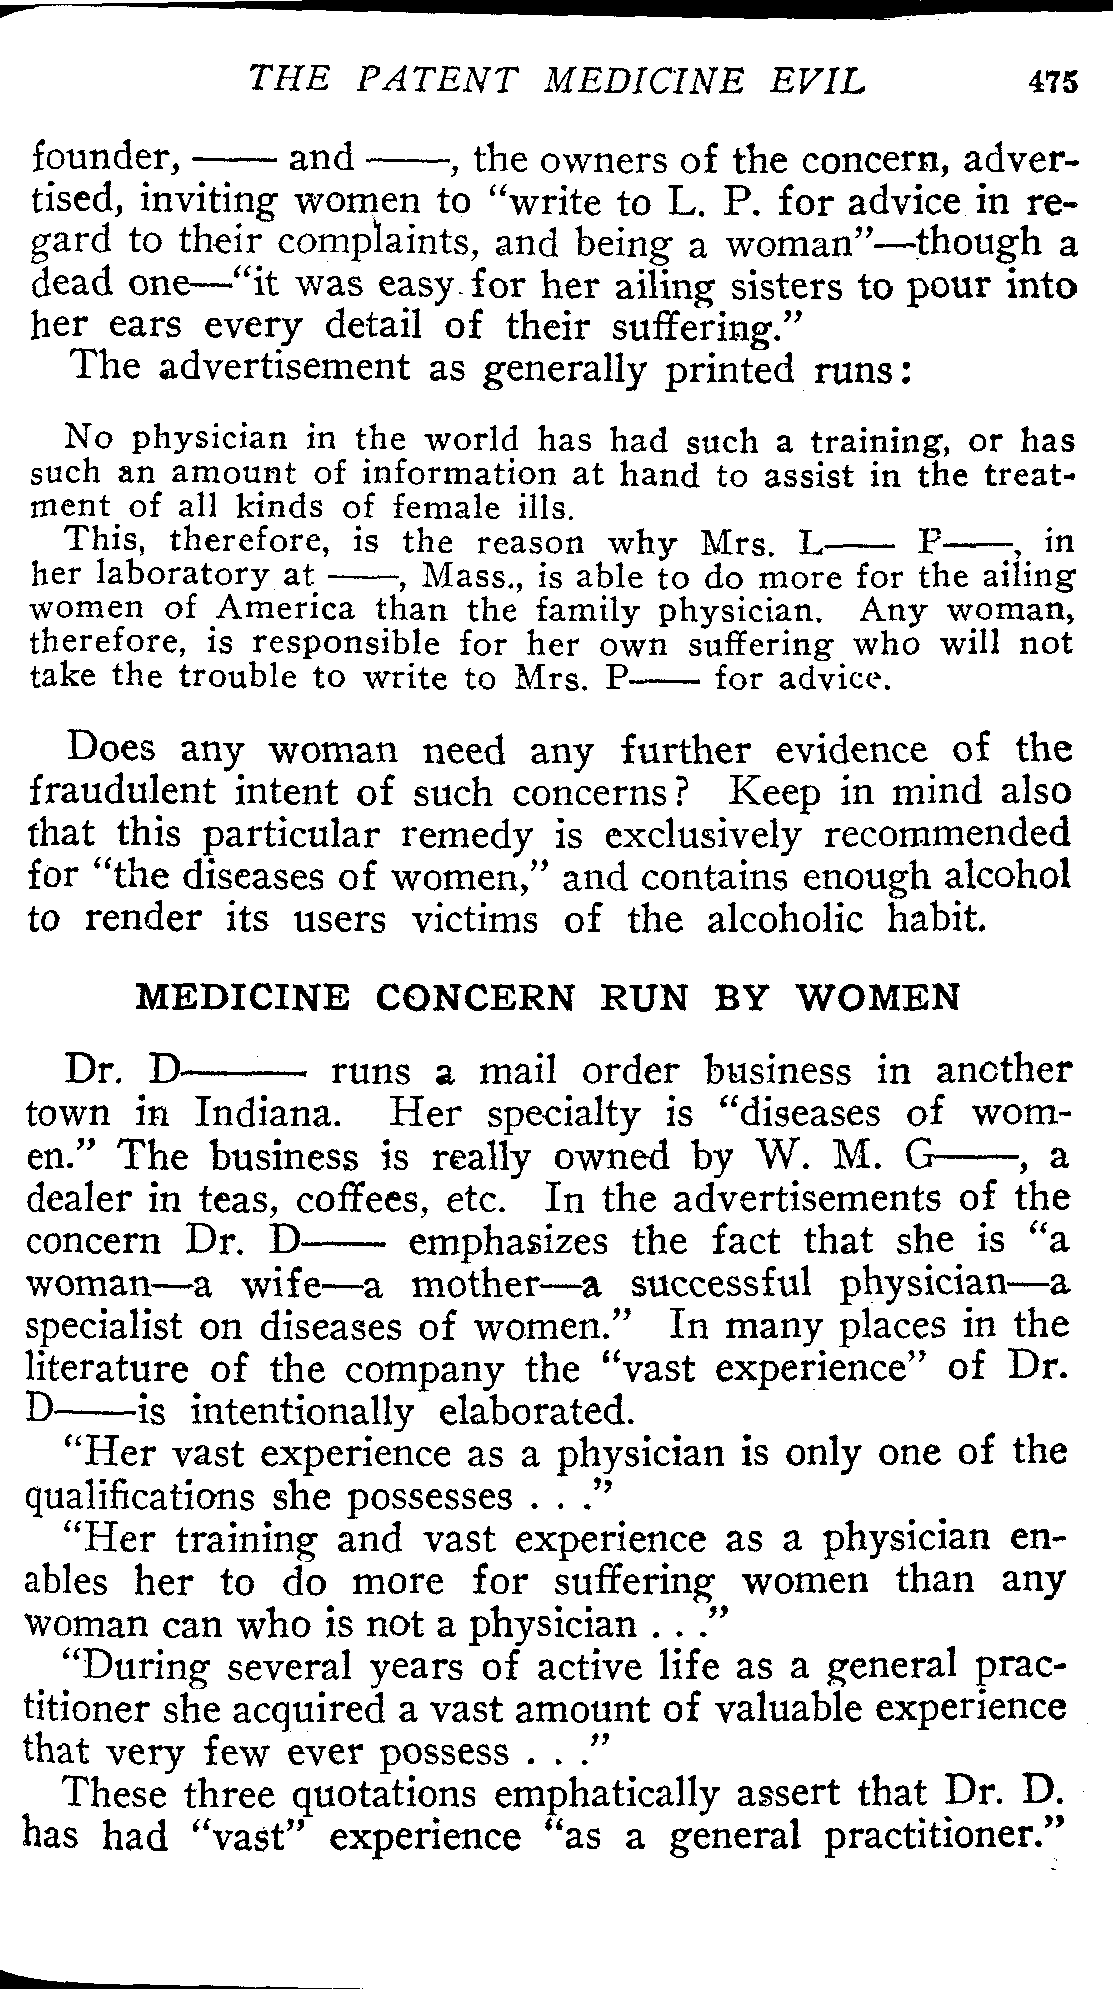 THE PATENT MEDICINE EVIL 475
founder, —— and ——, the owners of the concern, adver-
tised, inviting women to “write to L. P. for advice in re-
gard to their complaints, and being a woman”—though a
dead one—“it was easy for her ailing sisters to pour into
her ears every detail of their suffering.”
The advertisement as generally printed runs:
No physician in the world has had such a training, or has
such an amount of information at hand to assist in the treat-
ment of all kinds of female ills.
This, therefore, is the reason why Mrs. L—— P——, in
her laboratory at ——, Mass., is able to do more for the ailing
women of America than the family physician. Any woman,
therefore, is responsible for her own suffering who will not
take the trouble to write to Mrs. P—— for advice.
Does any woman need any further evidence of the
fraudulent intent of such concerns? Keep in mind also
that this particular remedy is exclusively recommended
for “the diseases of women,” and contains enough alcohol
to render its users victims of the alcoholic habit.
MEDICINE CONCERN RUN BY WOMEN
Dr. D——— runs a mail order business in another
town in Indiana. Her specialty is “diseases of wom-
en.” The business is really owned by W. M. G——, a
dealer in teas, coffees, etc. In the advertisements of the
concern Dr. D—— emphasizes the fact that she is “a
woman—a wife—a mother—a successful physician—a
specialist on diseases of women.” In many places in the
literature of the company the “vast experience” of Dr.
D——is intentionally elaborated.
“Her vast experience as a physician is only one of the
qualifications she possesses . . .”
“Her training and vast experience as a physician en-
ables her to do more for suffering women than any
woman can who is not a physician . . .”
“During several years of active life as a general prac-
titioner she acquired a vast amount of valuable experience
that very few ever possess . . .”
These three quotations emphatically assert that Dr. D.
has had “vast” experience “as a general practitioner.”